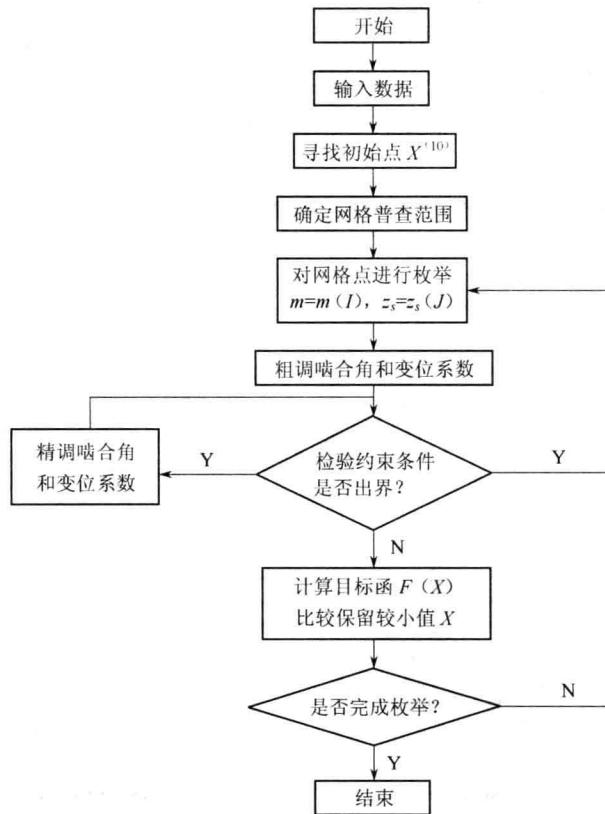 开始
输入数据
寻找初始点 X⁽¹⁰⁾
确定网格普查范围
对网格点进行枚举
m=m（I），zₛ=zₛ（J）
粗调啮合角和变位系数
精调啮合角
和变位系数
Y
检验约束条件
是否出界？
Y
N
计算目标函 F（X）
比较保留较小值 X
是否完成枚举？
N
Y
结束